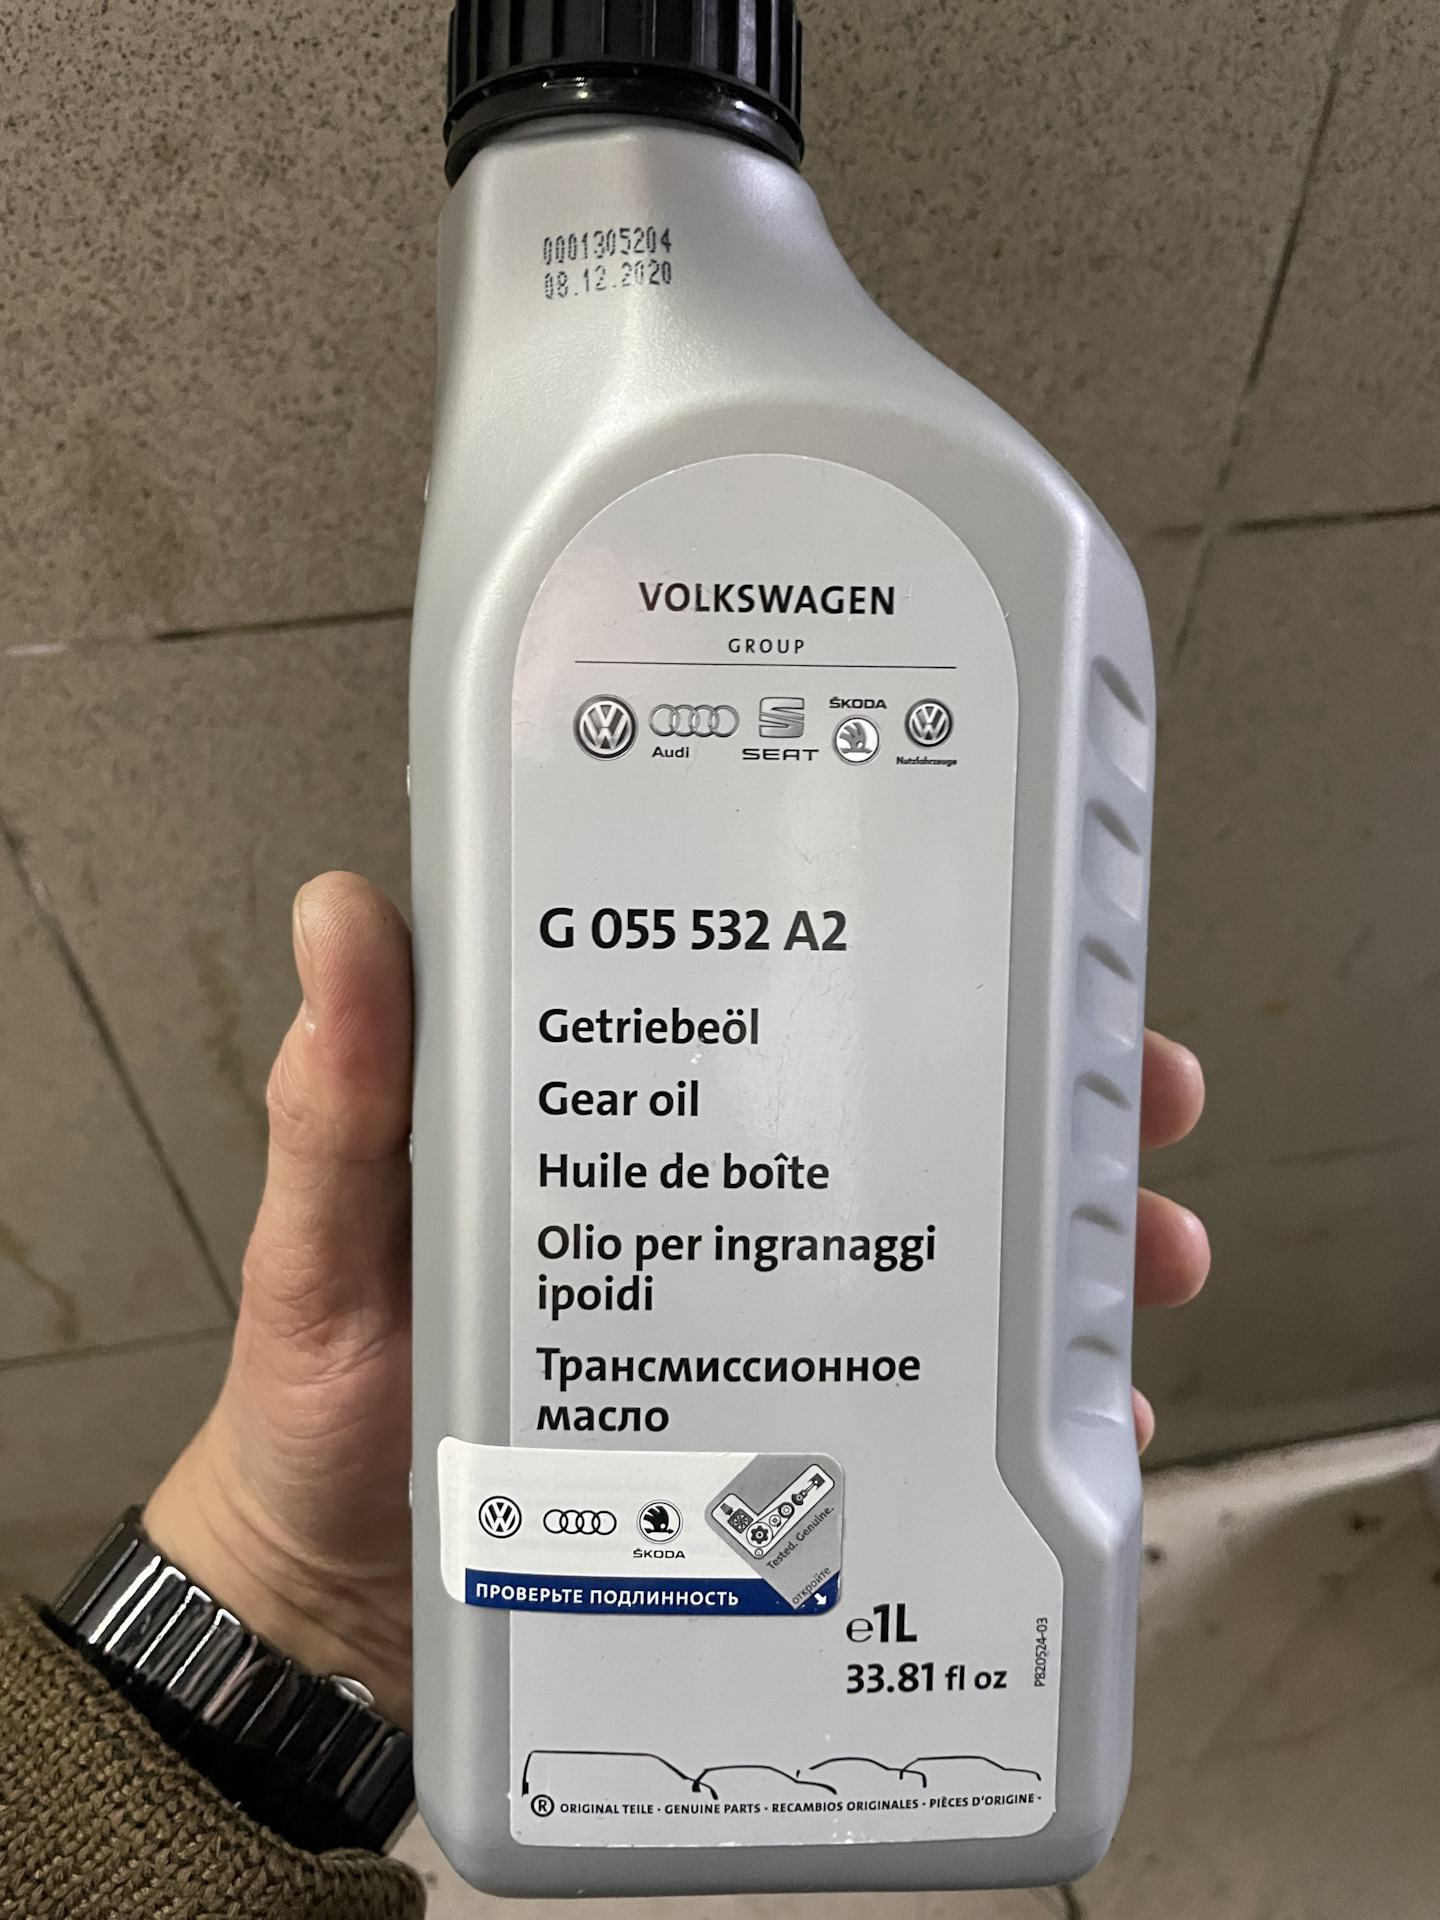 0001305204
08.12.2020
VOLKSWAGEN
GROUP
Audi
SEAT
ŠKODA
Nutzfahrzeuge
G 055 532 A2
Getriebeöl
Gear oil
Huile de boîte
Olio per ingranaggi
ipoidi
Трансмиссионное
масло
ŠKODA
Tested. Genuine.
откройте
ПРОВЕРЬТЕ ПОДЛИННОСТЬ
e1L
33.81 fl oz
P820524-03
® ORIGINAL TEILE · GENUINE PARTS · RECAMBIOS ORIGINALES · PIÈCES D'ORIGINE ·